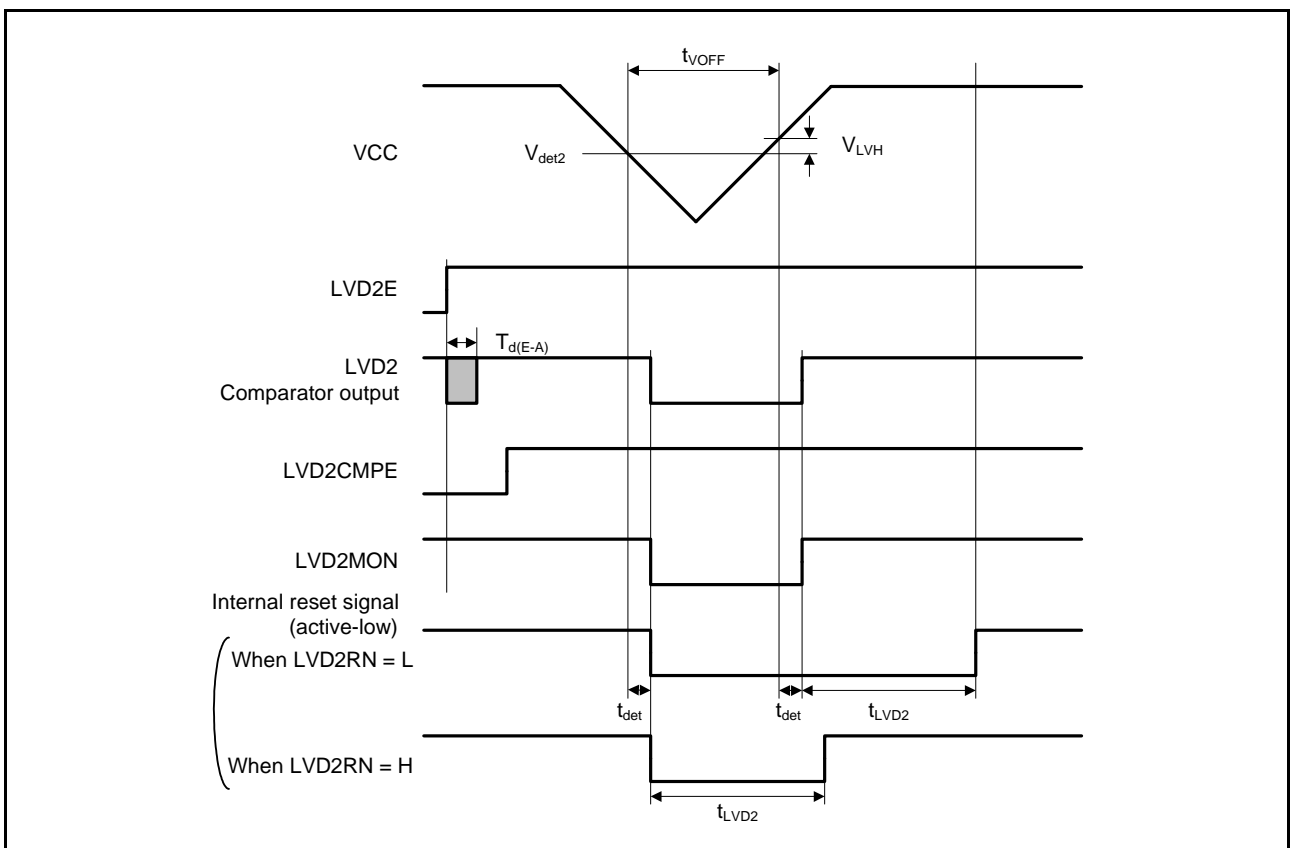 tVOFF
VCC
Vdet2
VLVH
LVD2E
Td(E-A)
LVD2
Comparator output
LVD2CMPE
LVD2MON
Internal reset signal
(active-low)
When LVD2RN = L
tdet
tdet
tLVD2
When LVD2RN = H
tLVD2